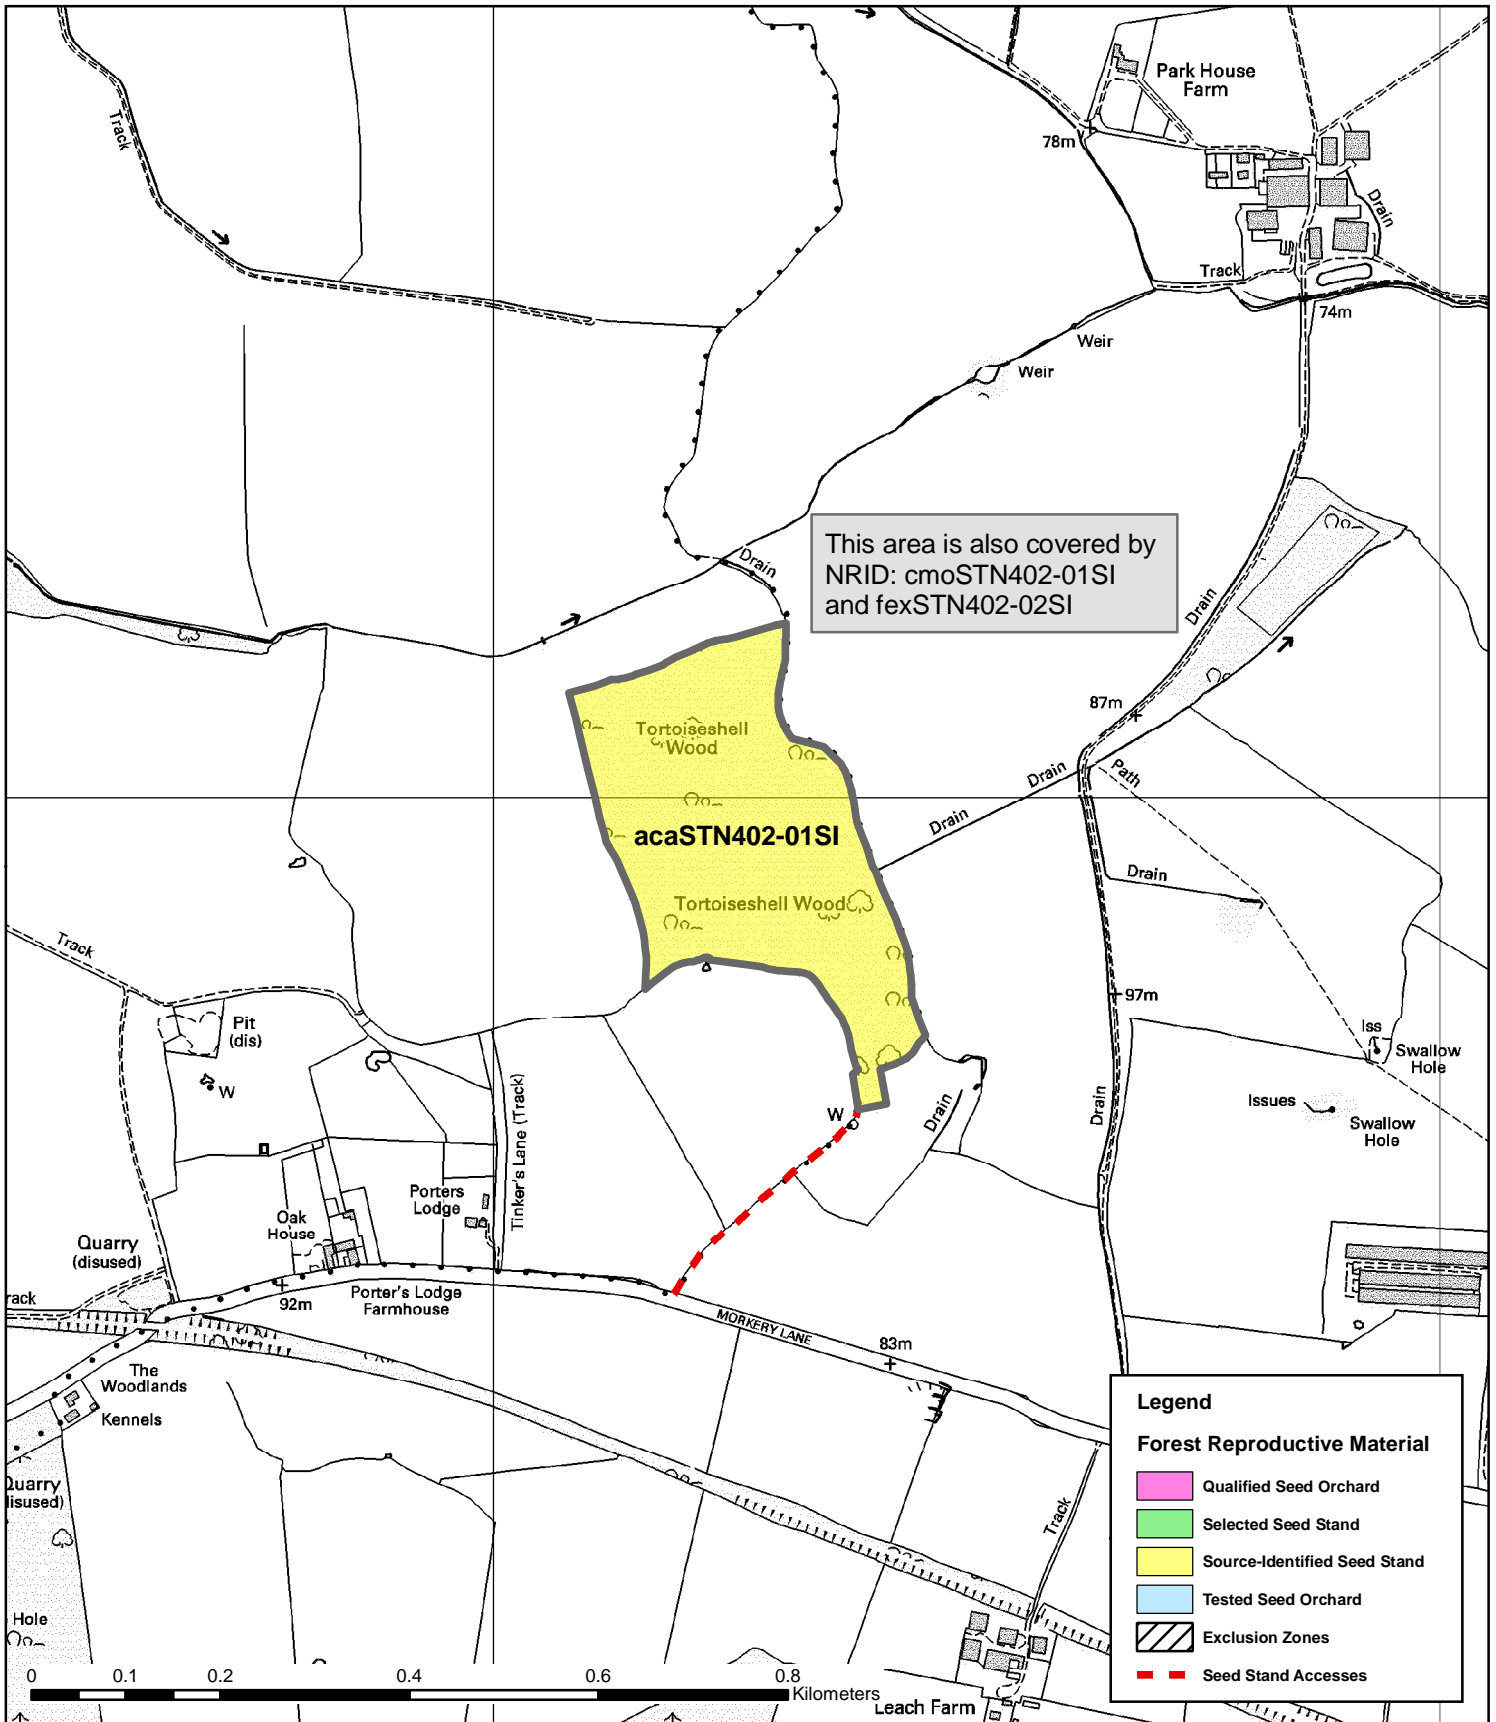 Park House
Farm
Track
78m
Drain
Track
74m
Weir
Weir
This area is also covered by
NRID: cmoSTN402-01SI
and fexSTN402-02SI
Drain
Drain
87m
Tortoiseshell
Wood
Drain
Path
Drain
acaSTN402-01SI
Drain
Tortoiseshell Wood
Track
97m
Pit
(dis)
Iss
Swallow
Hole
W
Issues
Swallow
Hole
Drain
W
Drain
Tinker's Lane (Track)
Porters
Lodge
Oak
House
Quarry
(disused)
rack
92m
Porter's Lodge
Farmhouse
MORKERY LANE
83m
The
Woodlands
Kennels
Quarry
lisused)
Track
Hole
Leach Farm
Legend
Forest Reproductive Material
Qualified Seed Orchard
Selected Seed Stand
Source-Identified Seed Stand
Tested Seed Orchard
Exclusion Zones
Seed Stand Accesses
0 0.1 0.2 0.4 0.6 0.8
Kilometers